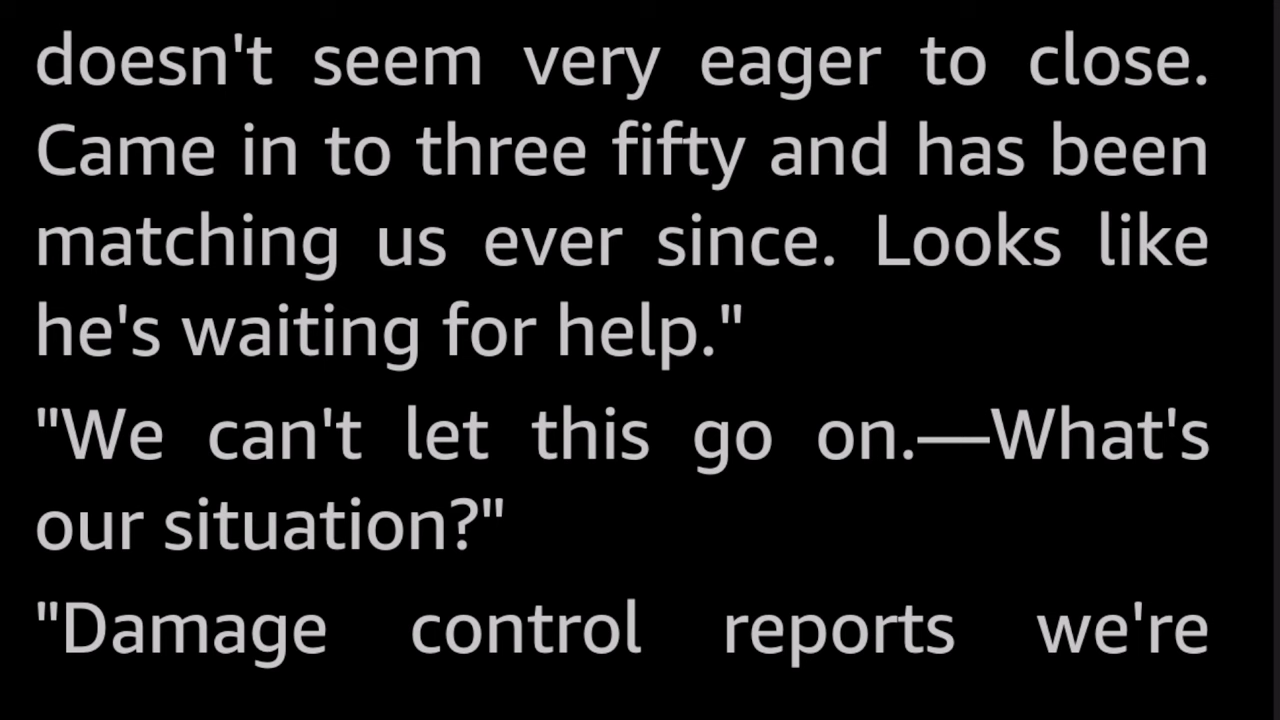 doesn't seem very eager to close.
Came in to three fifty and has been
matching us ever since. Looks like
he's waiting for help."
"We can't let this go on.—What's
our situation?"
"Damage control reports we're